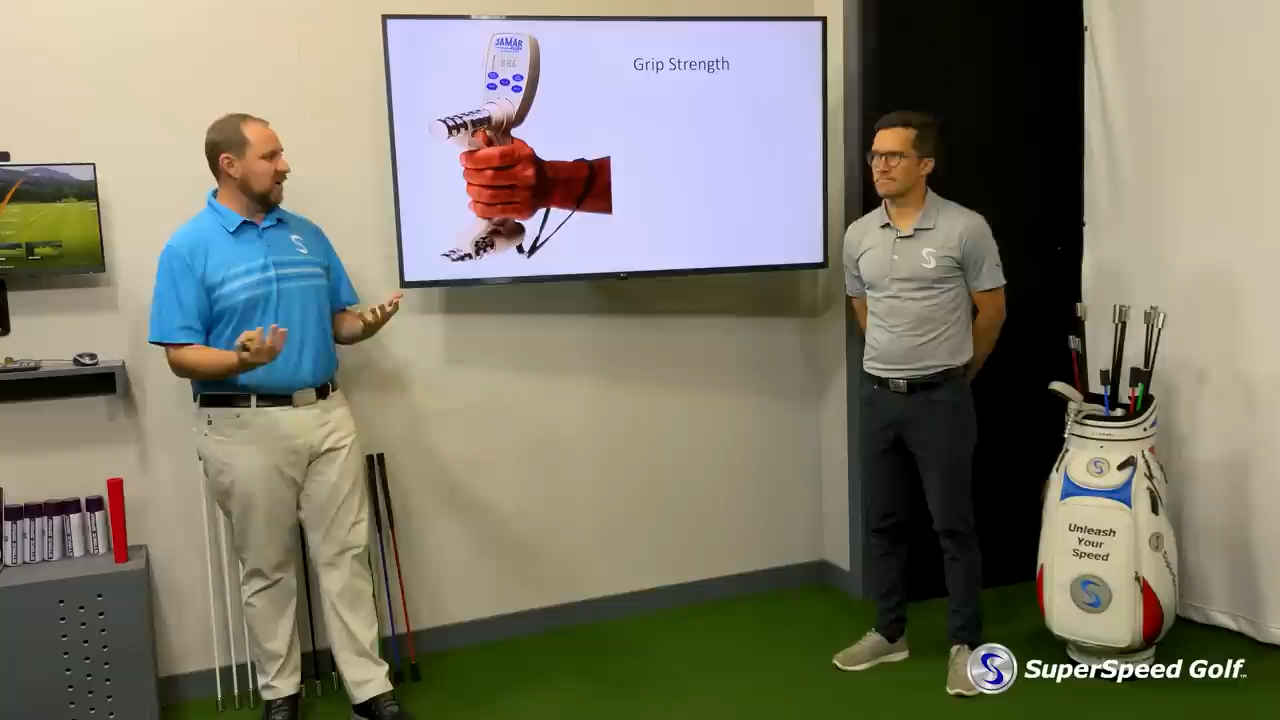 JAMAR
Grip Strength
Unleash
Your
Speed
SuperSpeed Golf